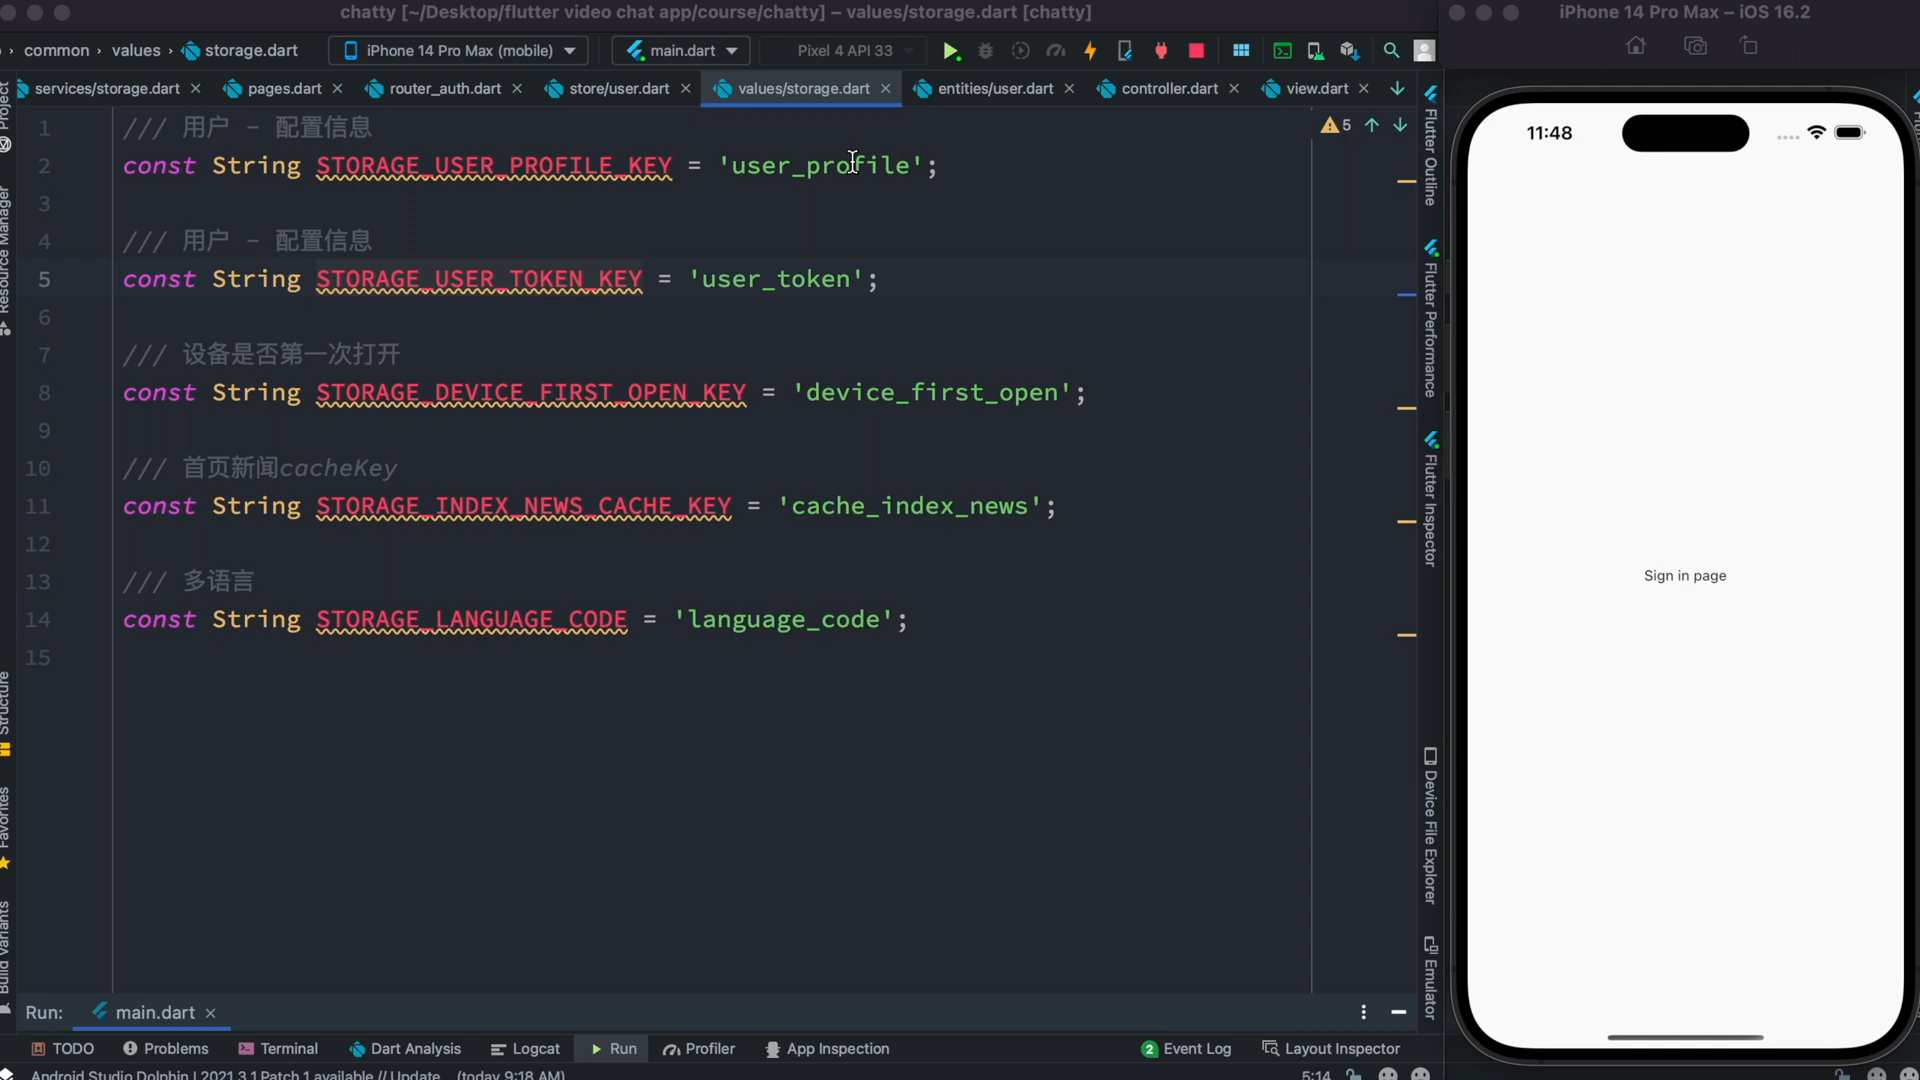 chatty [~/Desktop/flutter video chat app/course/chatty] – values/storage.dart [chatty]
iPhone 14 Pro Max – iOS 16.2
common
values
storage.dart
iPhone 14 Pro Max (mobile)
main.dart
Pixel 4 API 33
services/storage.dart
pages.dart
router_auth.dart
store/user.dart
values/storage.dart
entities/user.dart
controller.dart
view.dart
5
1 /// 用户 - 配置信息
2 const String STORAGE_USER_PROFILE_KEY = 'user_profile';
3
4 /// 用户 - 配置信息
5 const String STORAGE_USER_TOKEN_KEY = 'user_token';
6
7 /// 设备是否第一次打开
8 const String STORAGE_DEVICE_FIRST_OPEN_KEY = 'device_first_open';
9
10 /// 首页新闻cacheKey
11 const String STORAGE_INDEX_NEWS_CACHE_KEY = 'cache_index_news';
12
13 /// 多语言
14 const String STORAGE_LANGUAGE_CODE = 'language_code';
15
Project
Resource Manager
Structure
Favorites
Build Variants
Flutter Outline
Flutter Performance
Flutter Inspector
Device File Explorer
Emulator
11:48
Sign in page
Run: main.dart
TODO
Problems
Terminal
Dart Analysis
Logcat
Run
Profiler
App Inspection
2 Event Log
Layout Inspector
Android Studio Dolphin | 2021.3.1 Patch 1 available // Update... (today 9:18 AM)
5:14